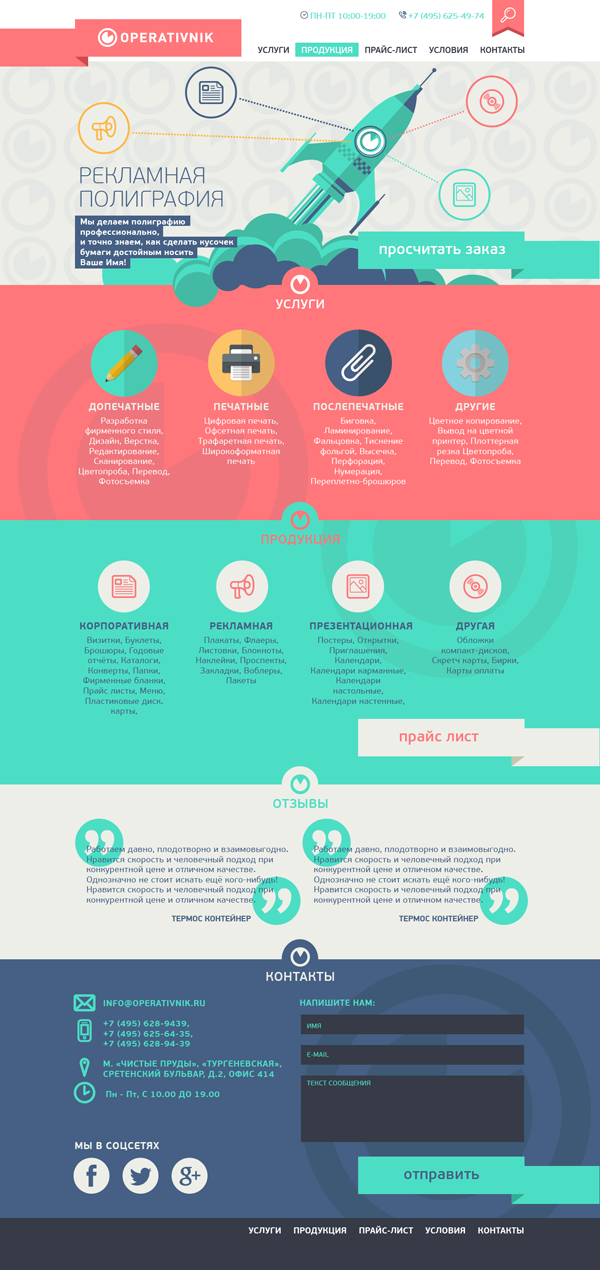 ПН-ПТ 10:00-19:00 +7 (495) 625-49-74
OPERATIVNIK
УСЛУГИ ПРОДУКЦИЯ ПРАЙС-ЛИСТ УСЛОВИЯ КОНТАКТЫ
РЕКЛАМНАЯ
ПОЛИГРАФИЯ
Мы делаем полиграфию
профессионально,
и точно знаем, как сделать кусочек
бумаги достойным носить
Ваше Имя!
просчитать заказ
УСЛУГИ
ДОПЕЧАТНЫЕ
Разработка
фирменного стиля,
Дизайн, Верстка,
Редактирование,
Сканирование,
Цветопроба, Перевод,
Фотосъемка
ПЕЧАТНЫЕ
Цифровая печать,
Офсетная печать,
Трафаретная печать,
Широкоформатная
печать
ПОСЛЕПЕЧАТНЫЕ
Биговка,
Ламинирование,
Фальцовка, Тиснение
фольгой, Высечка,
Перфорация,
Нумерация,
Переплетно-брошюров
ДРУГИЕ
Цветное копирование,
Вывод на цветной
принтер, Плоттерная
резка Цветопроба,
Перевод, Фотосъемка
ПРОДУКЦИЯ
КОРПОРАТИВНАЯ
Визитки, Буклеты,
Брошюры, Годовые
отчёты, Каталоги,
Конверты, Папки,
Фирменные бланки,
Прайс листы, Меню,
Пластиковые диск.
карты,
РЕКЛАМНАЯ
Плакаты, Флаеры,
Листовки, Блокноты,
Наклейки, Проспекты,
Закладки, Воблеры,
Пакеты
ПРЕЗЕНТАЦИОННАЯ
Постеры, Открытки,
Приглашения,
Календари,
Календари карманные,
Календари
настольные,
Календари настенные,
ДРУГАЯ
Обложки
компакт-дисков,
Скретч карты, Бирки,
Карты оплаты
прайс лист
ОТЗЫВЫ
Работаем давно, плодотворно и взаимовыгодно.
Нравится скорость и человечный подход при
конкурентной цене и отличном качестве.
Однозначно не стоит искать ещё кого-нибудь!
Нравится скорость и человечный подход при
конкурентной цене и отличном качестве.
ТЕРМОС КОНТЕЙНЕР
Работаем давно, плодотворно и взаимовыгодно.
Нравится скорость и человечный подход при
конкурентной цене и отличном качестве.
Однозначно не стоит искать ещё кого-нибудь!
Нравится скорость и человечный подход при
конкурентной цене и отличном качестве.
ТЕРМОС КОНТЕЙНЕР
КОНТАКТЫ
INFO@OPERATIVNIK.RU
+7 (495) 628-9439,
+7 (495) 625-64-35,
+7 (495) 628-94-39
М. «ЧИСТЫЕ ПРУДЫ», «ТУРГЕНЕВСКАЯ»,
СРЕТЕНСКИЙ БУЛЬВАР, Д.2, ОФИС 414
Пн - Пт, С 10.00 ДО 19.00
МЫ В СОЦСЕТЯХ
НАПИШИТЕ НАМ:
ИМЯ
E-MAIL
ТЕКСТ СООБЩЕНИЯ
отправить
УСЛУГИ ПРОДУКЦИЯ ПРАЙС-ЛИСТ УСЛОВИЯ КОНТАКТЫ